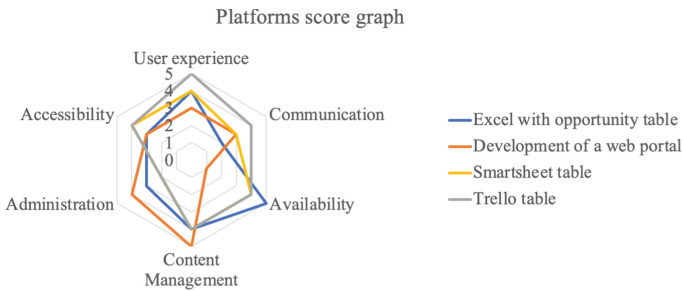 Platforms score graph
User experience
5
4
3
2
1
0
Accessibility
Communication
Administration
Availability
Content
Management
Excel with opportunity table
Development of a web portal
Smartsheet table
Trello table